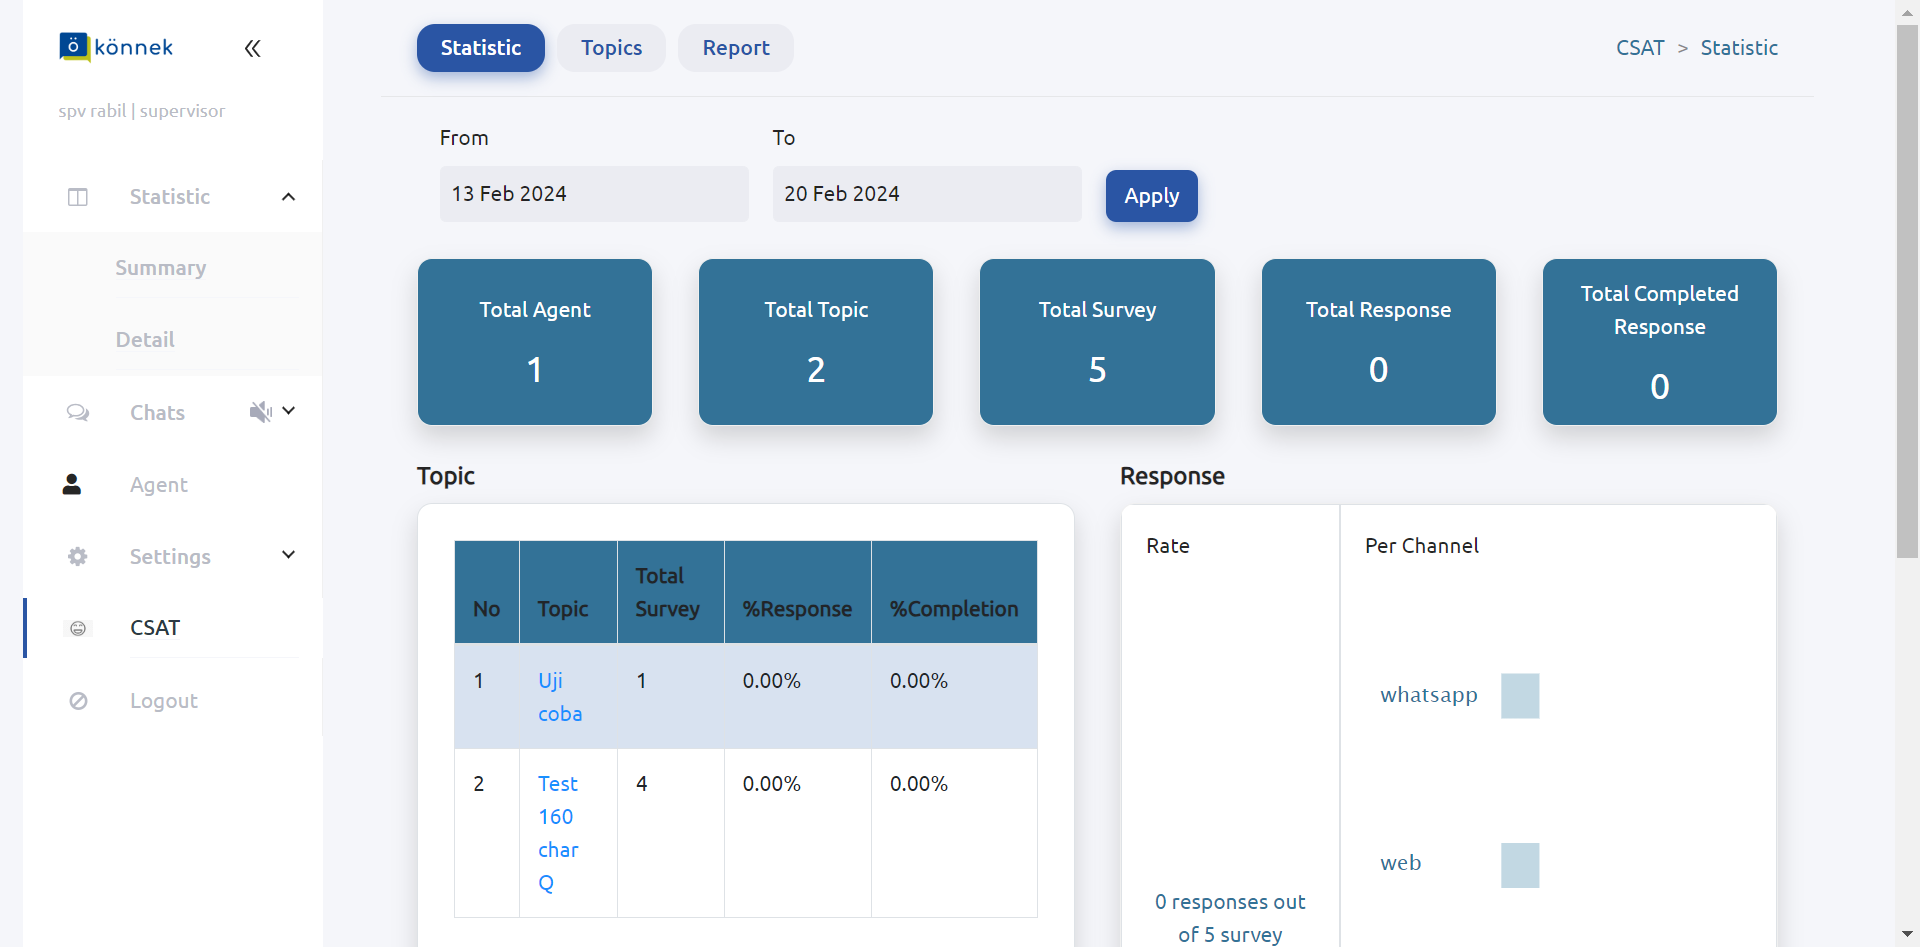 könnek
spv rabil | supervisor
Statistic
Summary
Detail
Chats
Agent
Settings
CSAT
Logout
Statistic
Topics
Report
CSAT > Statistic
From
To
13 Feb 2024
20 Feb 2024
Apply
Total Agent
1
Total Topic
2
Total Survey
5
Total Response
0
Total Completed
Response
0
Topic
No
Topic
Total
Survey
%Response
%Completion
1
Uji
coba
1
0.00%
0.00%
2
Test
160
char
Q
4
0.00%
0.00%
Response
Rate
0 responses out
of 5 survey
Per Channel
whatsapp
web